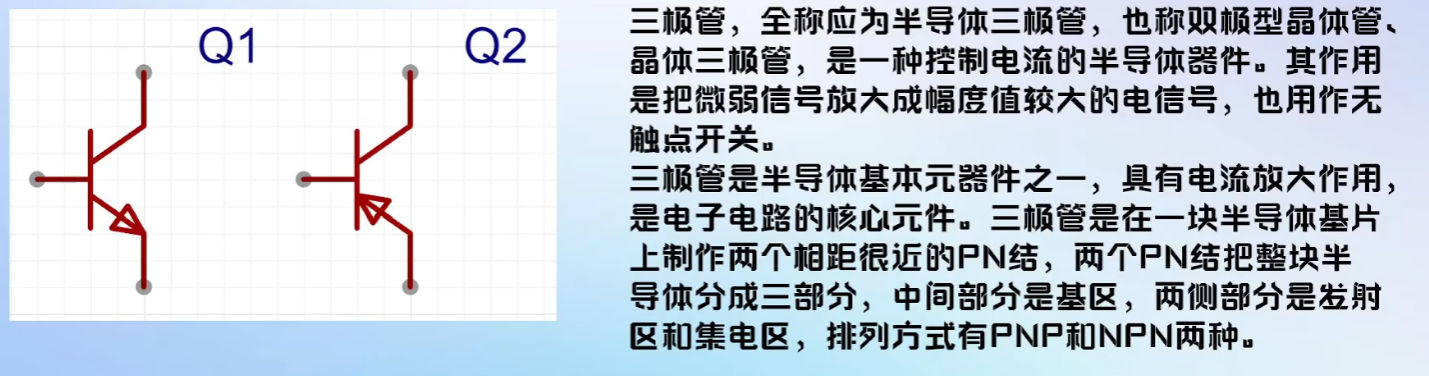 Q1
Q2
三极管，全称应为半导体三极管，也称双极型晶体管、
晶体三极管，是一种控制电流的半导体器件。其作用
是把微弱信号放大成幅度值较大的电信号，也用作无
触点开关。
三极管是半导体基本元器件之一，具有电流放大作用，
是电子电路的核心元件。三极管是在一块半导体基片
上制作两个相距很近的PN结，两个PN结把整块半
导体分成三部分，中间部分是基区，两侧部分是发射
区和集电区，排列方式有PNP和NPN两种。